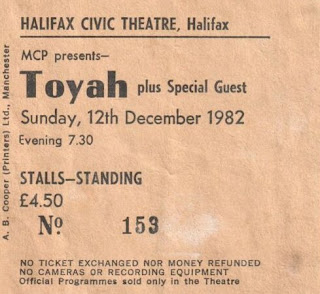 HALIFAX CIVIC THEATRE, Halifax
MCP presents—
Toyah plus Special Guest
Sunday, 12th December 1982
Evening 7.30
STALLS—STANDING
£4.50
No 153
NO TICKET EXCHANGED NOR MONEY REFUNDED
NO CAMERAS OR RECORDING EQUIPMENT
Official Programmes sold only in the Theatre
A. B. Cooper (Printers) Ltd., Manchester